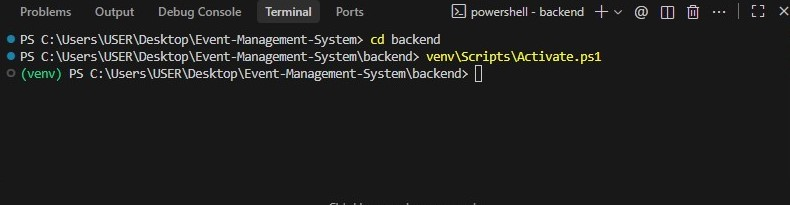 Problems Output Debug Console Terminal Ports powershell - backend
PS C:\Users\USER\Desktop\Event-Management-System> cd backend
PS C:\Users\USER\Desktop\Event-Management-System\backend> venv\Scripts\Activate.ps1
(venv) PS C:\Users\USER\Desktop\Event-Management-System\backend>